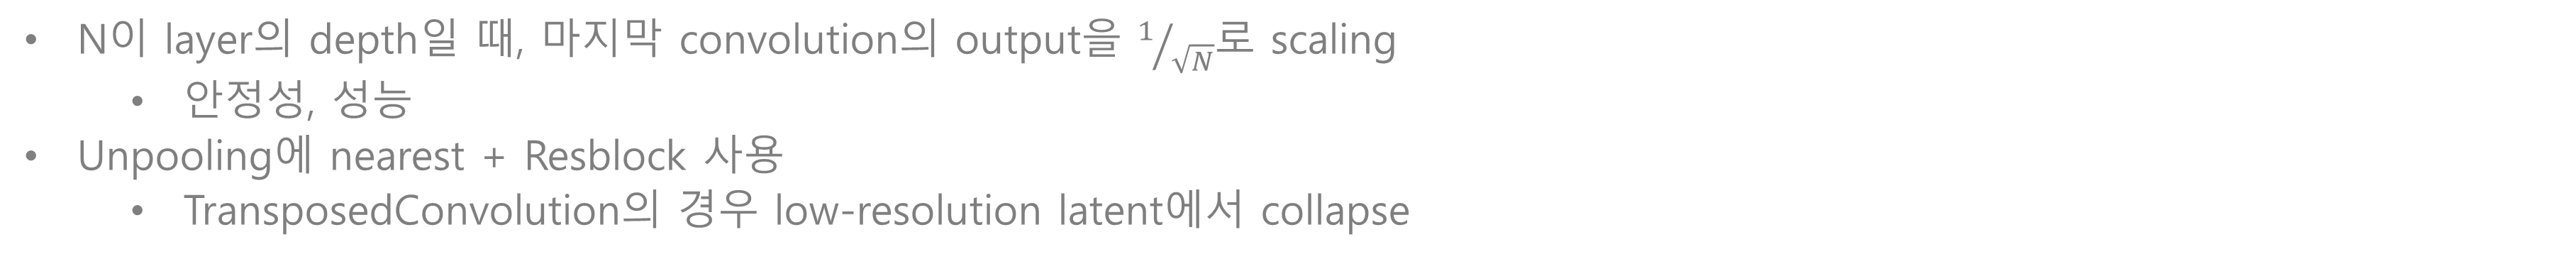 • N이 layer의 depth일 때, 마지막 convolution의 output을 1/√N로 scaling
• 안정성, 성능
• Unpooling에 nearest + Resblock 사용
• TransposedConvolution의 경우 low-resolution latent에서 collapse